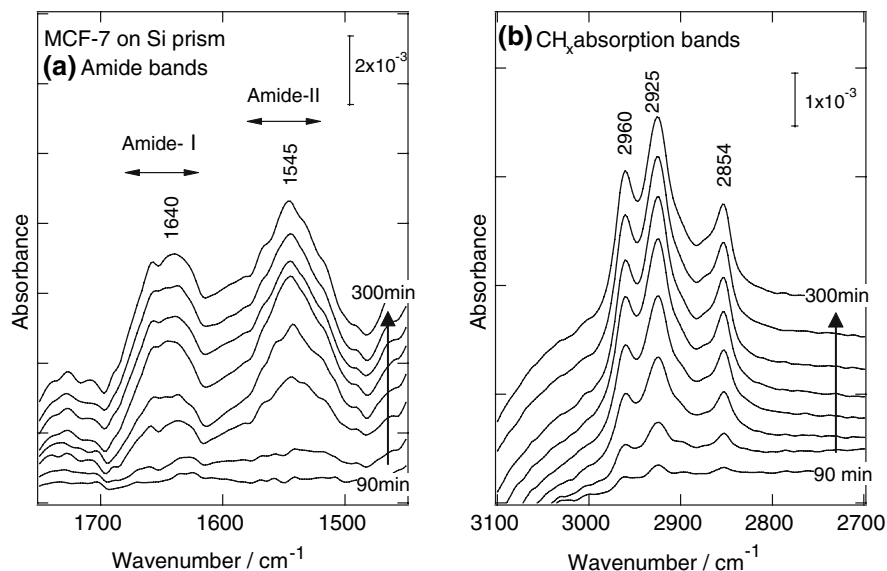 MCF-7 on Si prism
(a) Amide bands
2x10⁻³
Amide-II
Amide- I
1640
1545
300min
90min
Absorbance
1700
1600
1500
Wavenumber / cm⁻¹
(b) CHₓabsorption bands
1x10⁻³
2960
2925
2854
300min
90 min
Absorbance
3100
3000
2900
2800
2700
Wavenumber / cm⁻¹